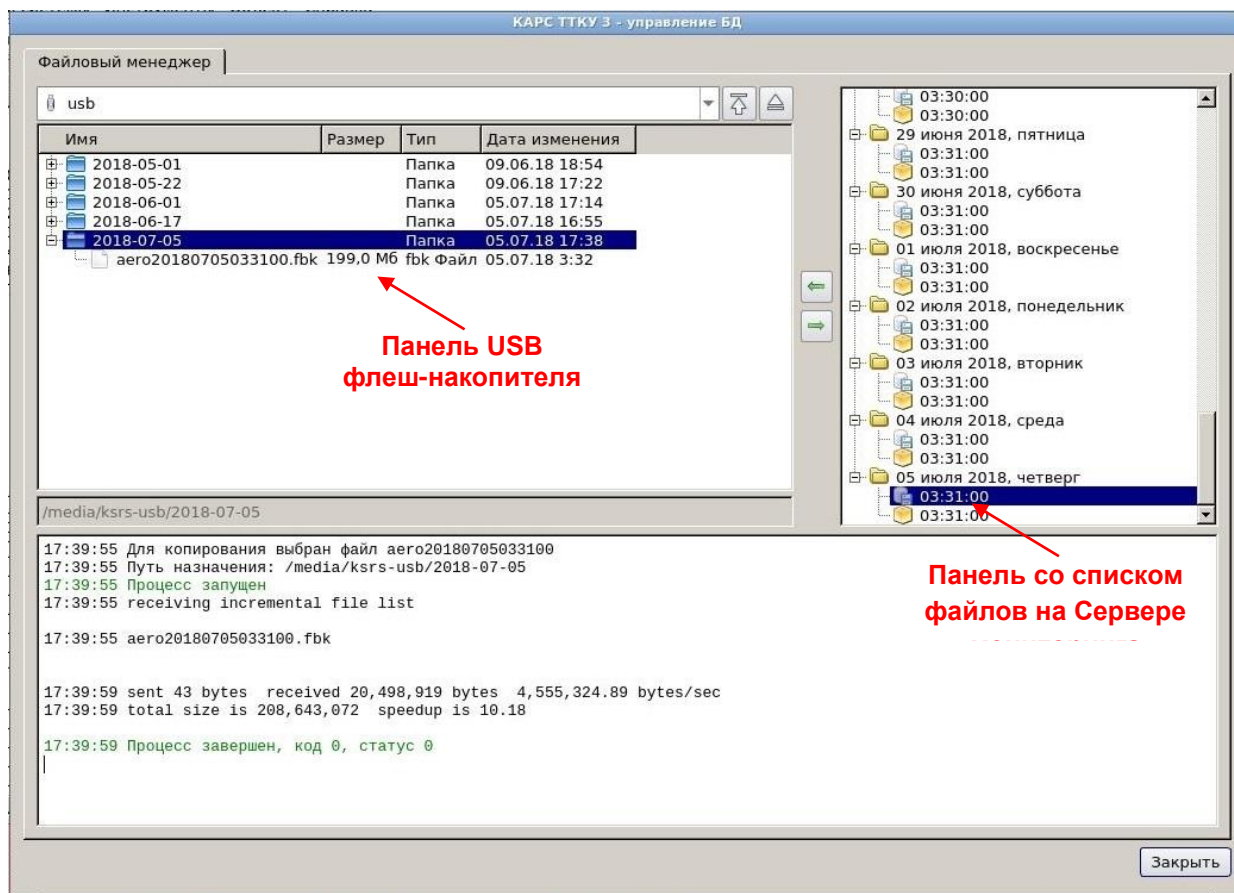 КАРС ТТКУ 3 - управление БД
Файловый менеджер
usb
Имя Размер Тип Дата изменения
2018-05-01 Папка 09.06.18 18:54
2018-05-22 Папка 09.06.18 17:22
2018-06-01 Папка 05.07.18 17:14
2018-06-17 Папка 05.07.18 16:55
2018-07-05 Папка 05.07.18 17:38
aero20180705033100.fbk 199,0 Мб fbk Файл 05.07.18 3:32
Панель USB
флеш-накопителя
/media/ksrs-usb/2018-07-05
03:30:00
03:30:00
29 июня 2018, пятница
03:31:00
03:31:00
30 июня 2018, суббота
03:31:00
03:31:00
01 июля 2018, воскресенье
03:31:00
03:31:00
02 июля 2018, понедельник
03:31:00
03:31:00
03 июля 2018, вторник
03:31:00
03:31:00
04 июля 2018, среда
03:31:00
03:31:00
05 июля 2018, четверг
03:31:00
03:31:00
Панель со списком
файлов на Сервере
17:39:55 Для копирования выбран файл aero20180705033100
17:39:55 Путь назначения: /media/ksrs-usb/2018-07-05
17:39:55 Процесс запущен
17:39:55 receiving incremental file list
17:39:55 aero20180705033100.fbk
17:39:59 sent 43 bytes received 20,498,919 bytes 4,555,324.89 bytes/sec
17:39:59 total size is 208,643,072 speedup is 10.18
17:39:59 Процесс завершен, код 0, статус 0
Закрыть